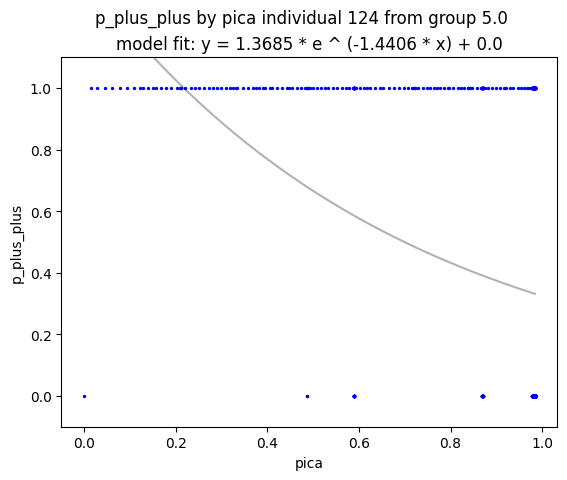 p_plus_plus by pica individual 124 from group 5.0
model fit: y = 1.3685 * e ^ (-1.4406 * x) + 0.0
1.0
0.8
0.6
0.4
0.2
0.0
p_plus_plus
0.0 0.2 0.4 0.6 0.8 1.0
pica